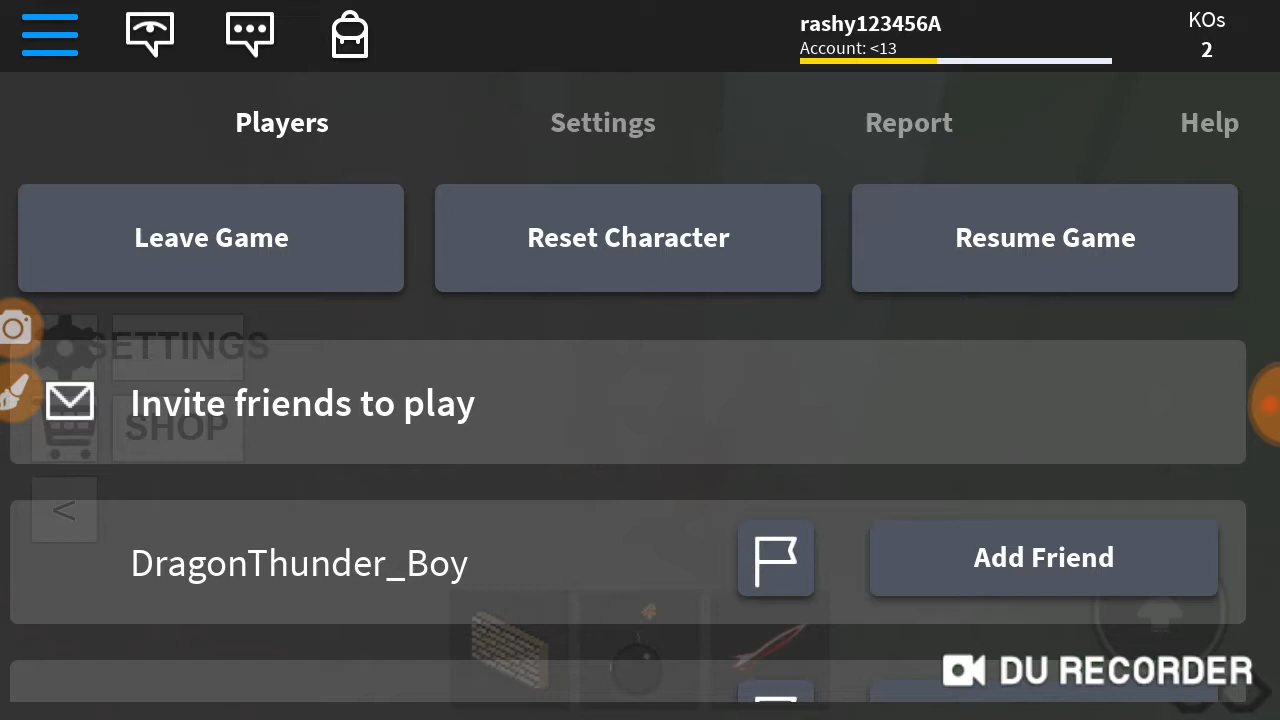 rashy123456A
Account: <13
KOs
2
Players
Settings
Report
Help
Leave Game
Reset Character
Resume Game
SETTINGS
Invite friends to play
SHOP
<
DragonThunder_Boy
Add Friend
DU RECORDER